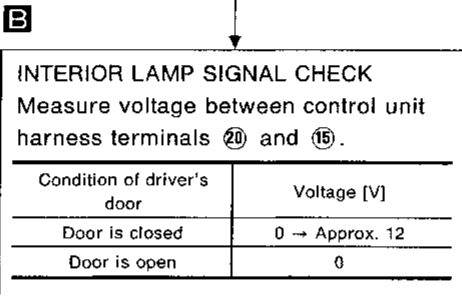 B
INTERIOR LAMP SIGNAL CHECK
Measure voltage between control unit
harness terminals ⑳ and ⑮.
Condition of driver's
door
Voltage [V]
Door is closed
0 → Approx. 12
Door is open
0